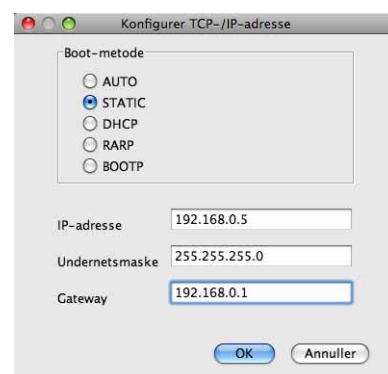 Konfigurer TCP-/IP-adresse
Boot-metode
AUTO
STATIC
DHCP
RARP
BOOTP
IP-adresse 192.168.0.5
Undernetsmaske 255.255.255.0
Gateway 192.168.0.1
OK Annuller